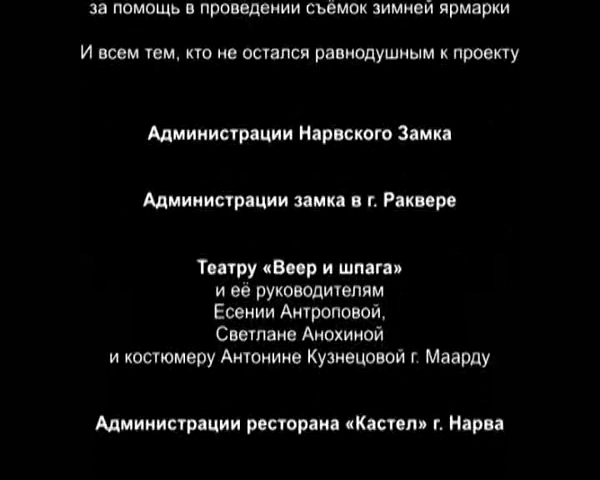 за помощь в проведении съёмок зимней ярмарки
И всем тем, кто не остался равнодушным к проекту
Администрации Нарвского Замка
Администрации замка в г. Раквере
Театру «Веер и шпага»
и её руководителям
Есении Антроповой,
Светлане Анохиной
и костюмеру Антонине Кузнецовой г. Маарду
Администрации ресторана «Кастел» г. Нарва